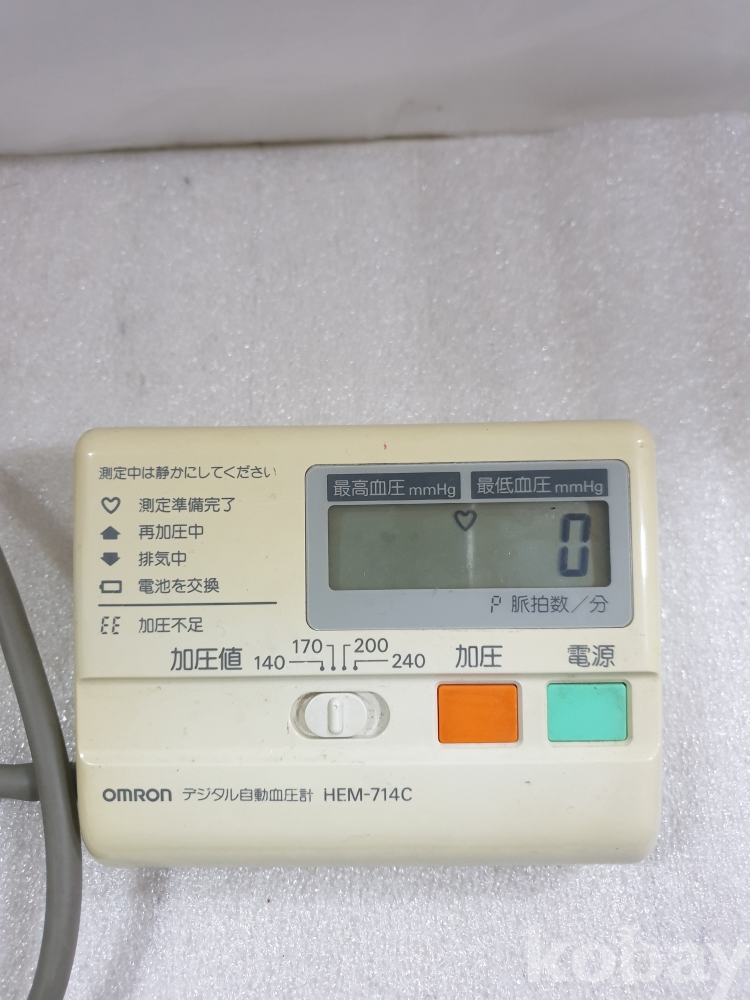 測定中は静かにしてください
測定準備完了
再加圧中
排気中
電池を交換
EE 加圧不足
最高血圧 mmHg 最低血圧 mmHg
0
P 脈拍数/分
加圧値 140 170 200 240
加圧
電源
OMRON デジタル自動血圧計 HEM-714C
kobay